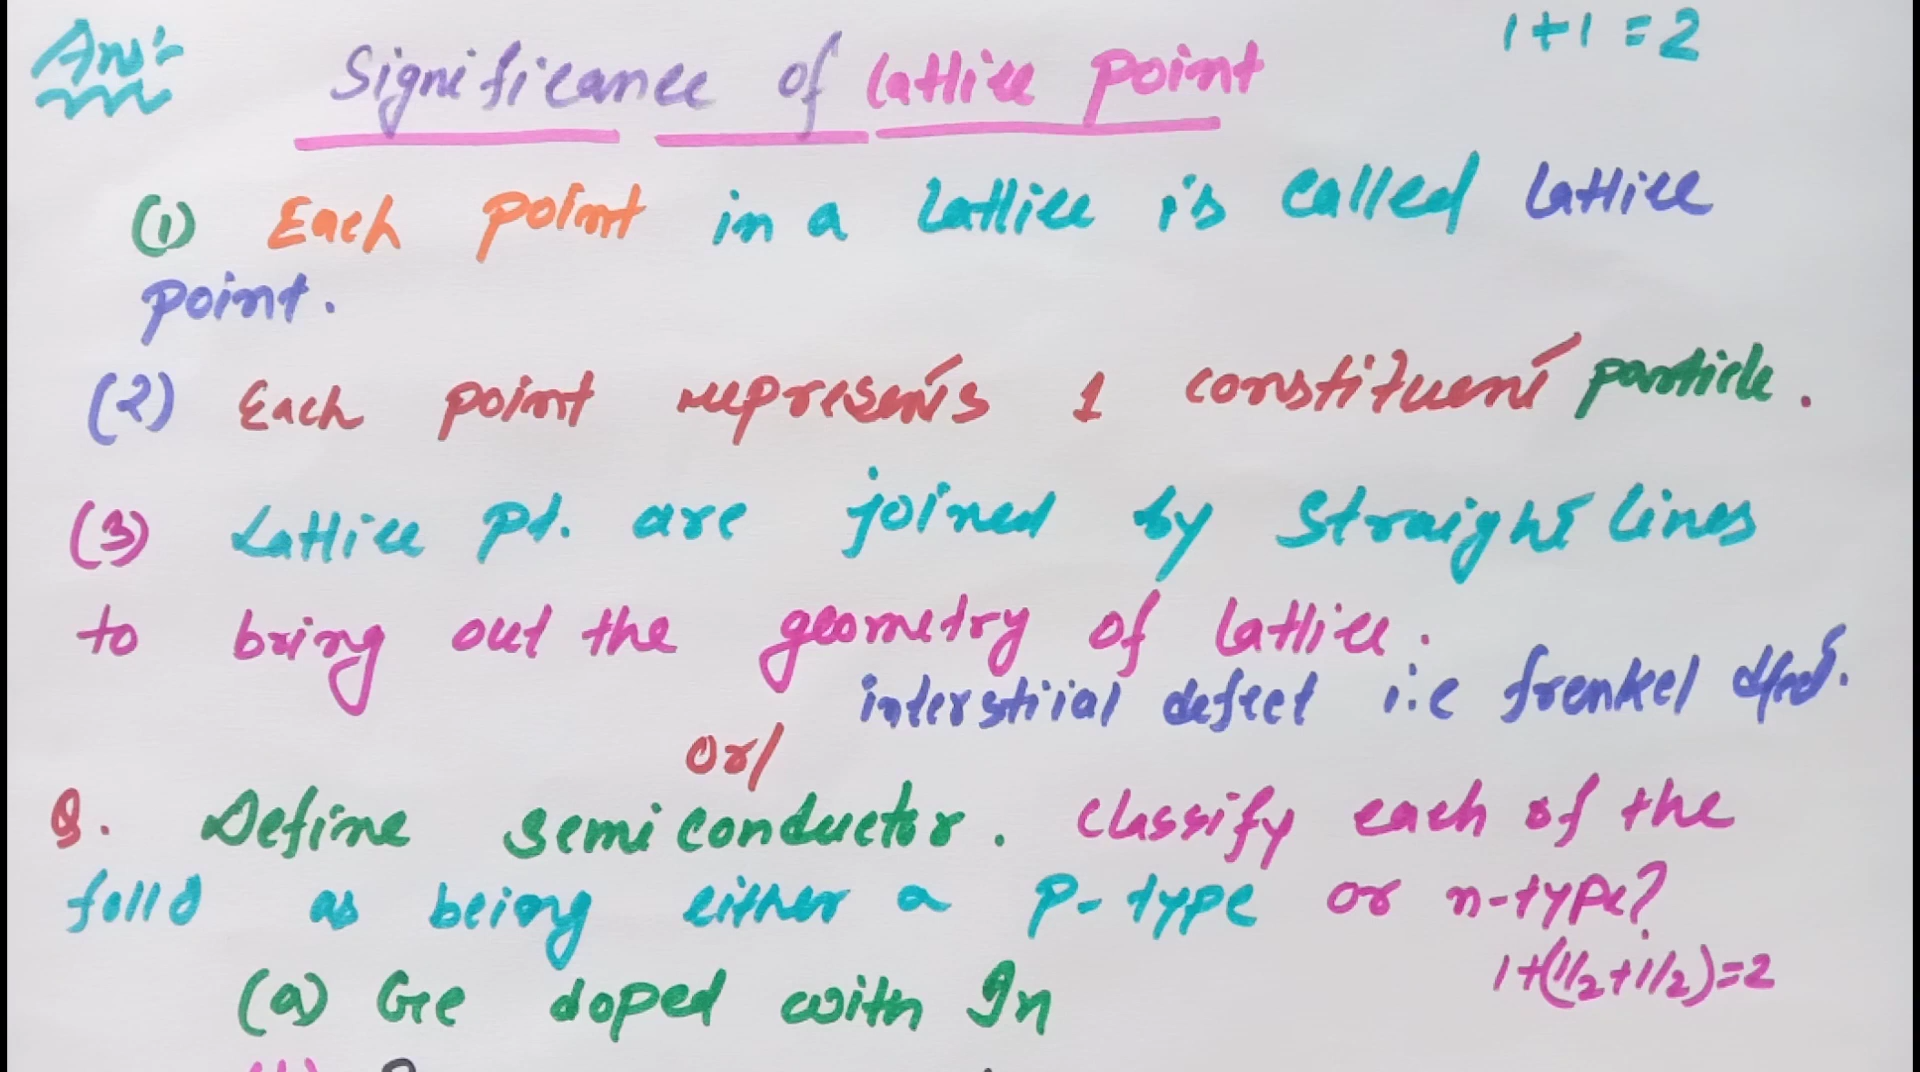 Ans:-
1+1=2
Significance of lattice point
(1) Each point in a lattice is called lattice
point.
(2) Each point represents 1 constituent particle.
(3) Lattice pt. are joined by straight lines
to bring out the geometry of lattice.
interstitial defect i.e frenkel defect.
Or/
Q. Define semiconductor. Classify each of the
foll as being either a p-type or n-type?
1+(1/2+1/2)=2
(a) Ge doped with In